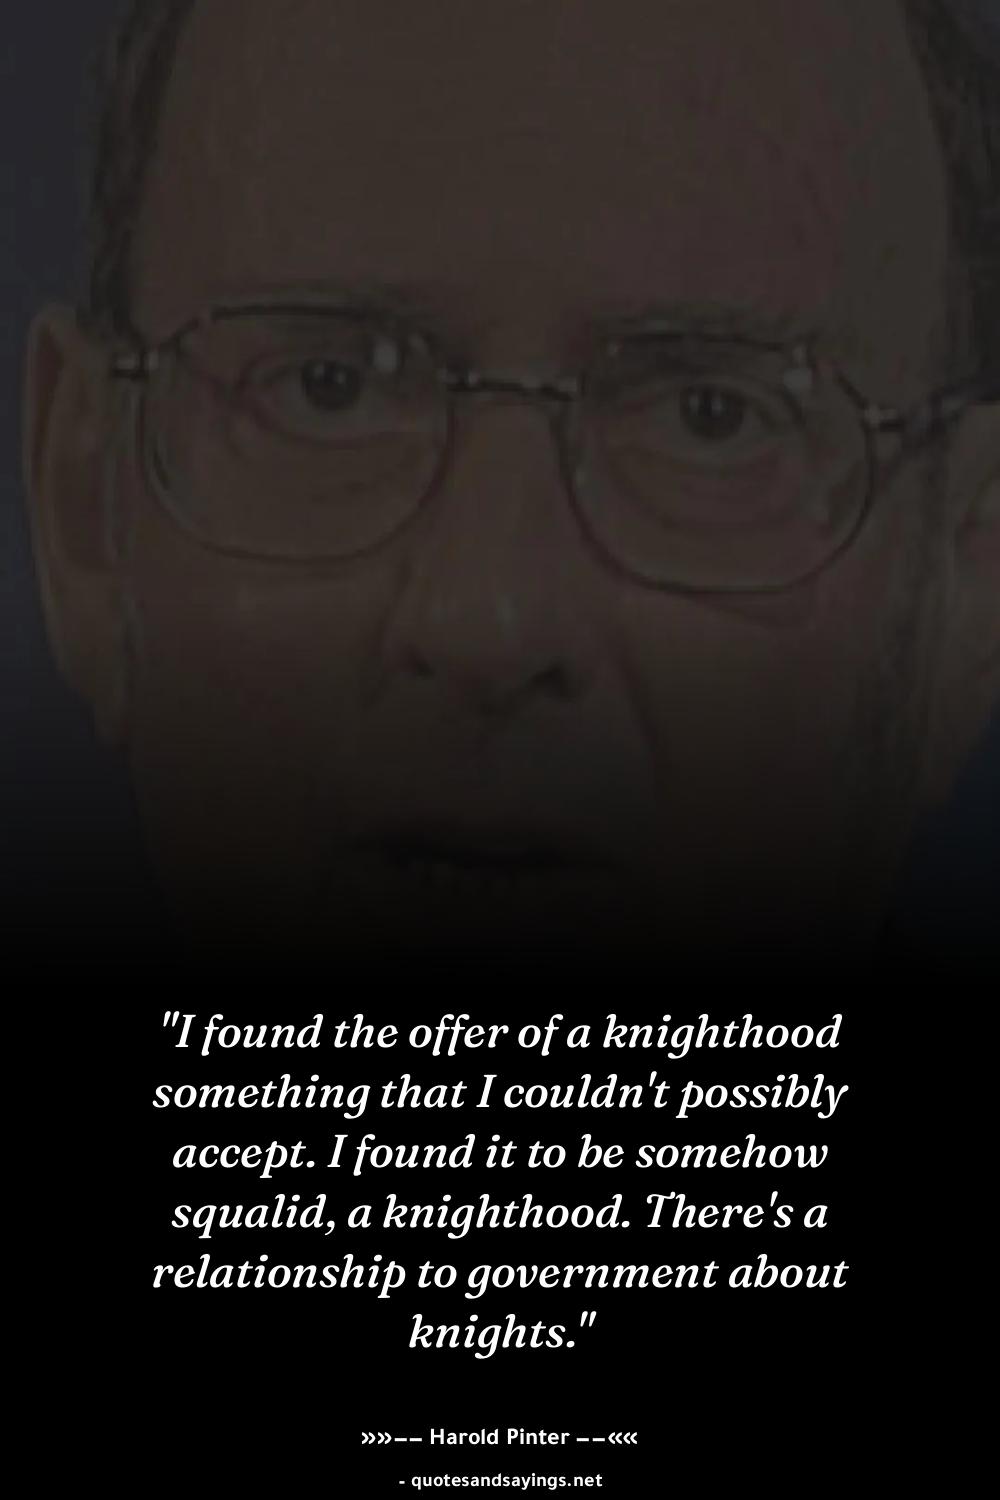 "I found the offer of a knighthood
something that I couldn't possibly
accept. I found it to be somehow
squalid, a knighthood. There's a
relationship to government about
knights."
»»–– Harold Pinter ––««
- quotesandsayings.net